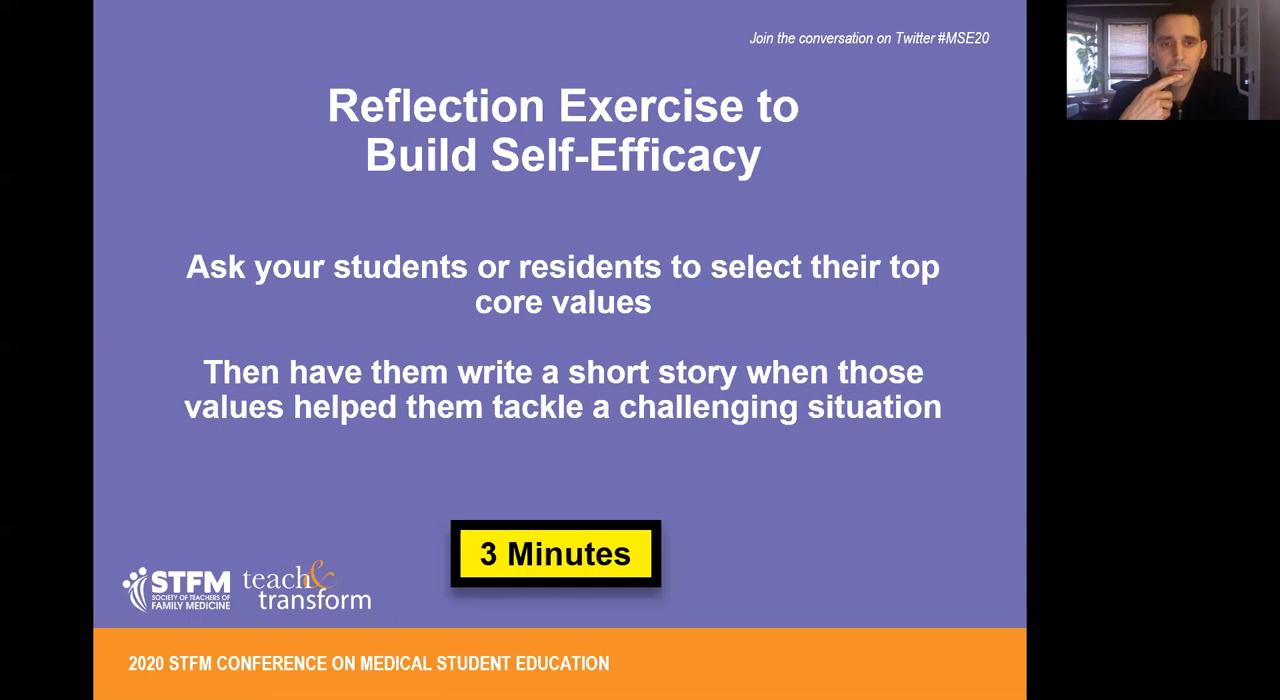 Join the conversation on Twitter #MSE20
Reflection Exercise to
Build Self-Efficacy
Ask your students or residents to select their top
core values
Then have them write a short story when those
values helped them tackle a challenging situation
3 Minutes
STFM
SOCIETY OF TEACHERS OF
FAMILY MEDICINE
teach&
transform
2020 STFM CONFERENCE ON MEDICAL STUDENT EDUCATION